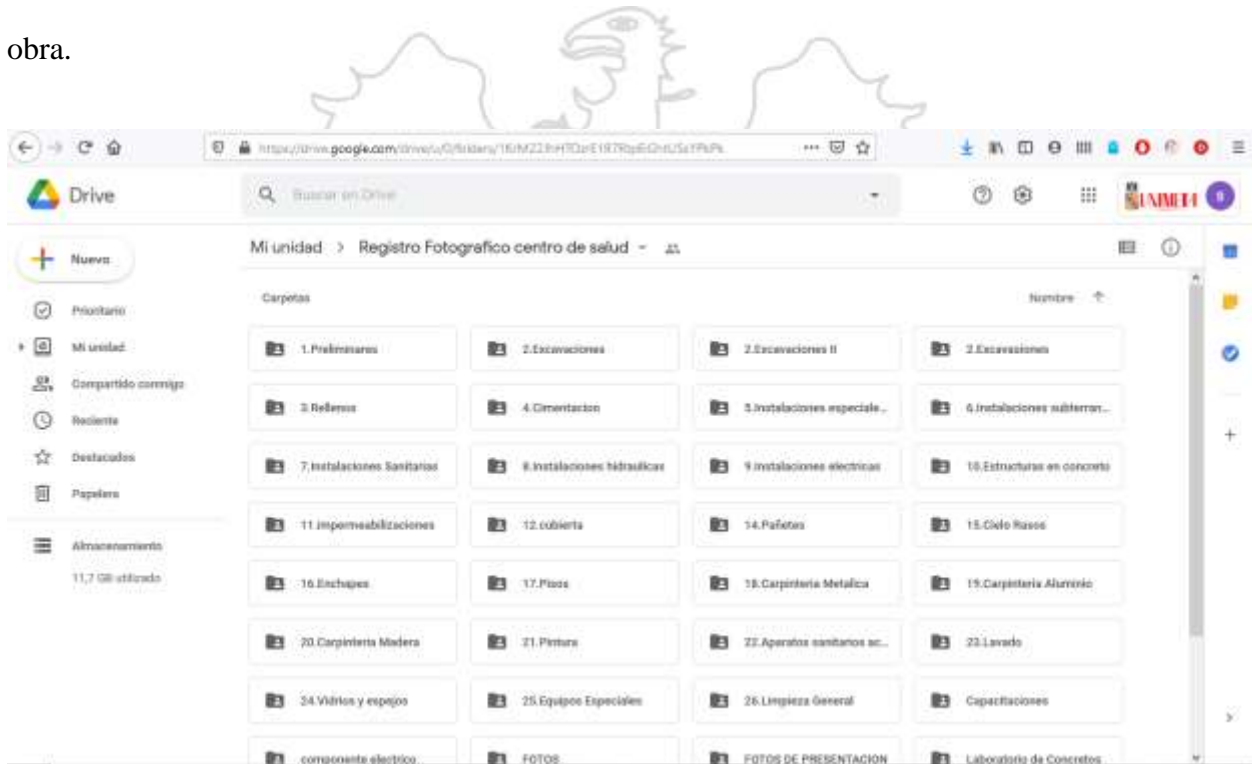 obra.
Drive
Buscar en Drive
UNIMETA
S
Nuevo
Mi unidad > Registro Fotografico centro de salud
Prioritario
Mi unidad
Compartido conmigo
Reciente
Destacados
Papelera
Almacenamiento
11,7 GB utilizado
Carpetas
Nombre
1.Preliminares
2.Excavaciones
2.Excavaciones II
2.Excavasiones
3.Rellenos
4.Cimentacion
5.Instalaciones especiale...
6.Instalaciones subterran...
7,Instalaciones Sanitarias
8.Instalaciones hidraulicas
9.Instalaciones electricas
10.Estructuras en concreto
11.impermeabilizaciones
12.cubierta
14.Pañetes
15.Cielo Rasos
16.Enchapes
17.Pisos
18.Carpinteria Metalica
19.Carpinteria Aluminio
20.Carpinteria Madera
21.Pintura
22.Aparatos sanitarios ac...
23.Lavado
24.Vidrios y espejos
25.Equipos Especiales
26.Limpieza General
Capacitaciones
componente electrico
FOTOS
FOTOS DE PRESENTACION
Laboratorio de Concretos